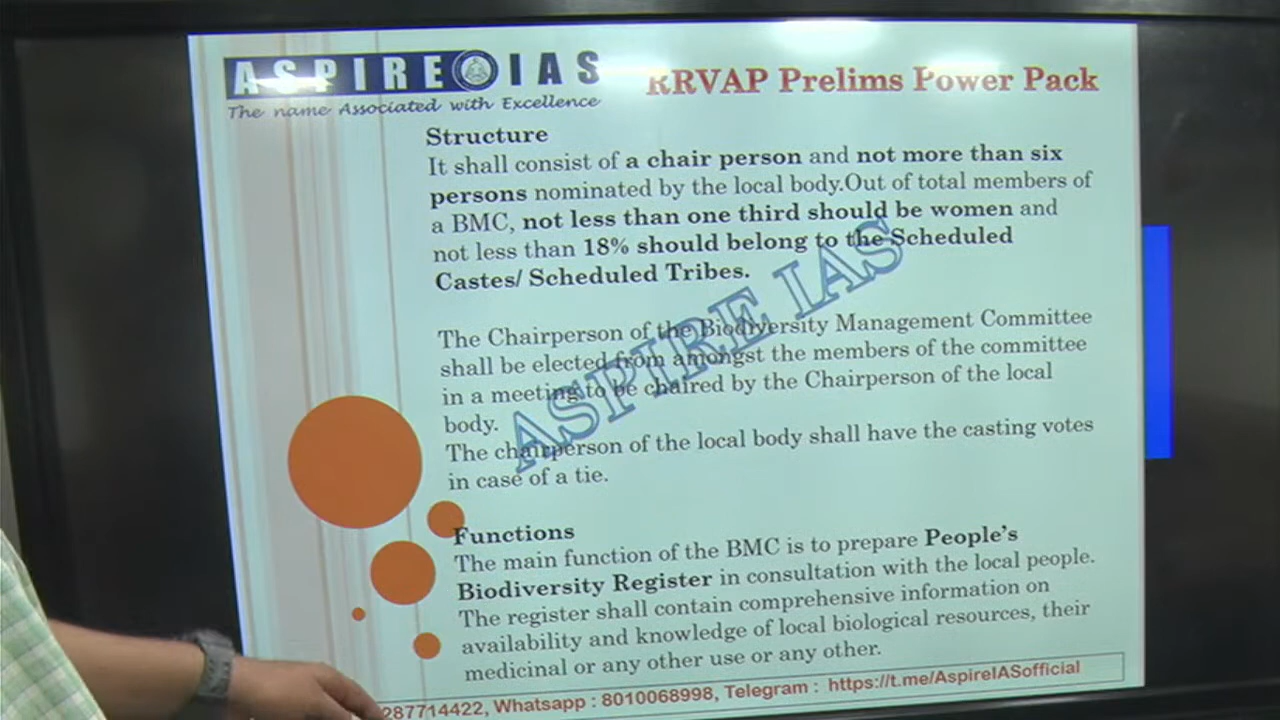 ASPIRE IAS
The name Associated with Excellence
RRVAP Prelims Power Pack
Structure
It shall consist of a chair person and not more than six
persons nominated by the local body.Out of total members of
a BMC, not less than one third should be women and
not less than 18% should belong to the Scheduled
Castes/ Scheduled Tribes.
The Chairperson of the Biodiversity Management Committee
shall be elected from amongst the members of the committee
in a meeting to be chaired by the Chairperson of the local
body.
The chairperson of the local body shall have the casting votes
in case of a tie.
ASPIRE IAS
Functions
The main function of the BMC is to prepare People's
Biodiversity Register in consultation with the local people.
The register shall contain comprehensive information on
availability and knowledge of local biological resources, their
medicinal or any other use or any other.
287714422, Whatsapp : 8010068998, Telegram : https://t.me/AspireIASofficial